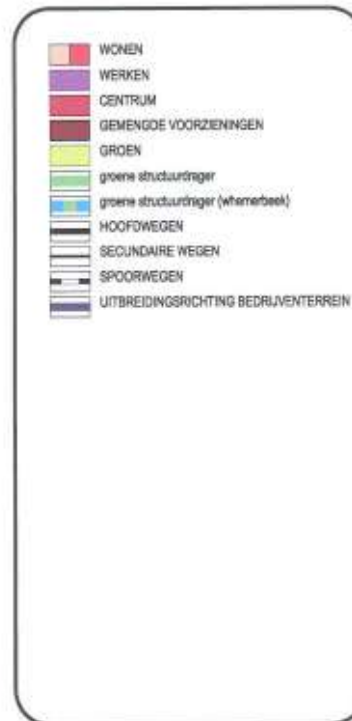 WONEN
WERKEN
CENTRUM
GEMENGDE VOORZIENINGEN
GROEN
groene structuurdrager
groene structuurdrager (whemerbeek)
HOOFDWEGEN
SECUNDAIRE WEGEN
SPOORWEGEN
UITBREIDINGSRICHTING BEDRIJVENTERREIN